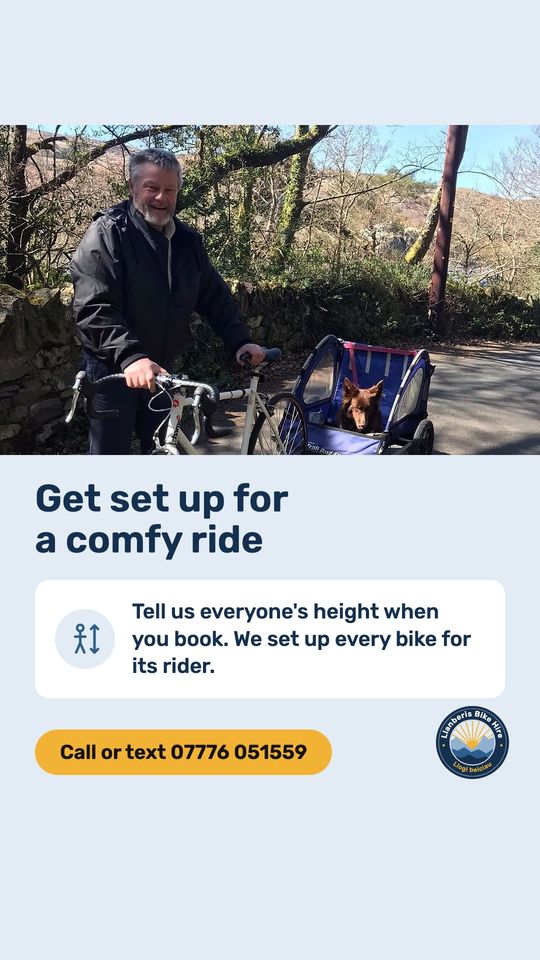 Get set up for
a comfy ride
Tell us everyone's height when
you book. We set up every bike for
its rider.
Call or text 07776 051559
Llanberis Bike Hire
Llogi beiciau